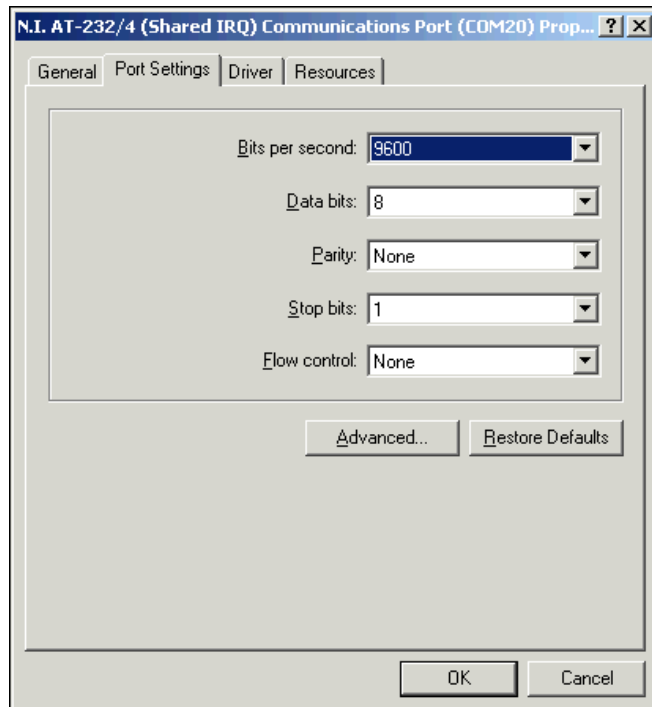 N.I. AT-232/4 (Shared IRQ) Communications Port (COM20) Prop... ? X
General Port Settings Driver Resources
Bits per second: 9600
Data bits: 8
Parity: None
Stop bits: 1
Flow control: None
Advanced... Restore Defaults
OK Cancel